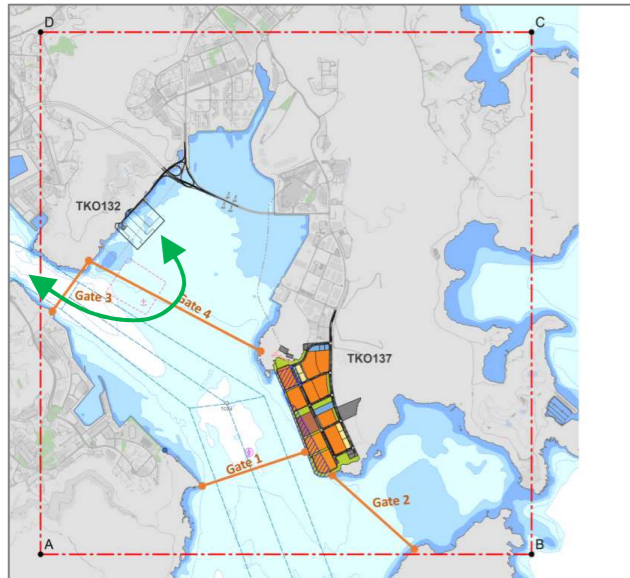 D
C
TKO132
Gate 3
Gate 4
TKO137
Gate 1
Gate 2
A
B